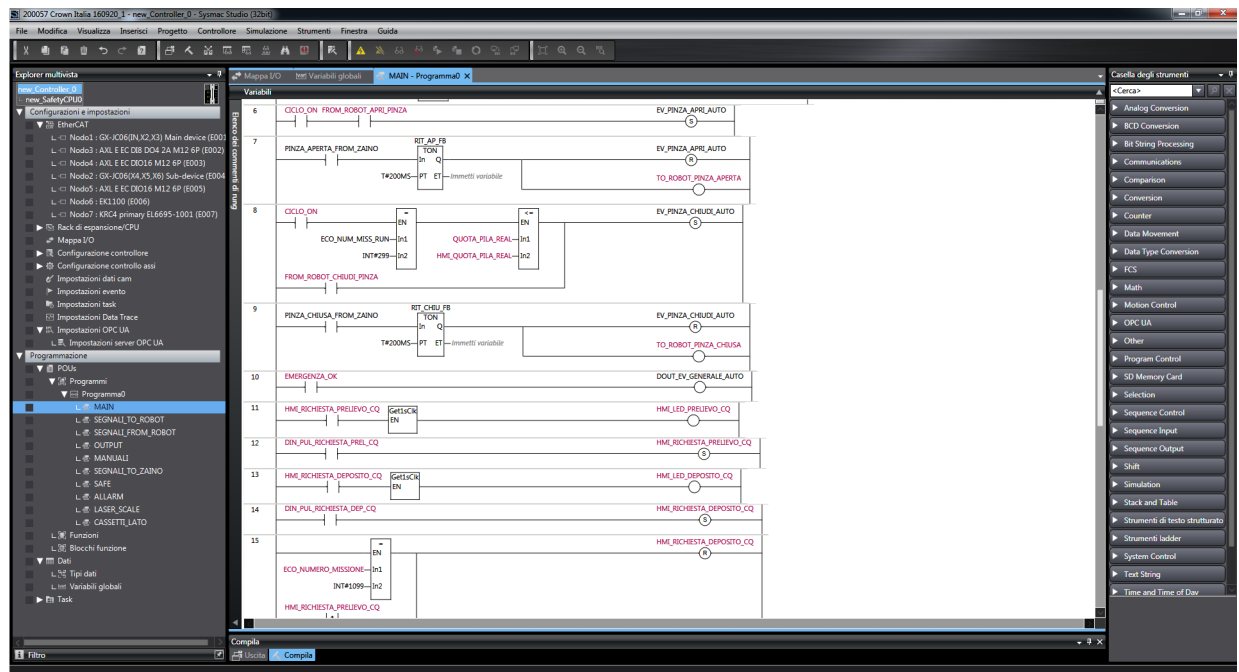 200057 Crown Italia 160920_1 - new_Controller_0 - Sysmac Studio (32bit)
File Modifica Visualizza Inserisci Progetto Controllore Simulazione Strumenti Finestra Guida
Explorer multivista
new_Controller_0
new_SafetyCPU0
Configurazioni e impostazioni
EtherCAT
Nodo1 : GX-JC06(IN,X2,X3) Main device (E001
Nodo3 : AXL E EC DI8 DO4 2A M12 6P (E002)
Nodo4 : AXL E EC DIO16 M12 6P (E003)
Nodo2 : GX-JC06(X4,X5,X6) Sub-device (E004
Nodo5 : AXL E EC DIO16 M12 6P (E005)
Nodo6 : EK1100 (E006)
Nodo7 : KRC4 primary EL6695-1001 (E007)
Rack di espansione/CPU
Mappa I/O
Configurazione controllore
Configurazione controllo assi
Impostazioni dati cam
Impostazioni evento
Impostazioni task
Impostazioni Data Trace
Impostazioni OPC UA
Impostazioni server OPC UA
Programmazione
POUs
Programmi
Programma0
MAIN
SEGNALI_TO_ROBOT
SEGNALI_FROM_ROBOT
OUTPUT
MANUALI
SEGNALI_TO_ZAINO
SAFE
ALLARM
LASER_SCALE
CASSETTI_LATO
Funzioni
Blocchi funzione
Dati
Tipi dati
Variabili globali
Task
Filtro
Mappa I/O Variabili globali MAIN - Programma0
Variabili
Elenco dei commenti di rung
6 CICLO_ON FROM_ROBOT_APRI_PINZA EV_PINZA_APRI_AUTO
S
7 PINZA_APERTA_FROM_ZAINO RIT_AP_FB EV_PINZA_APRI_AUTO
TON
In Q R
T#200MS PT ET Immetti variabile TO_ROBOT_PINZA_APERTA
8 CICLO_ON = <= EV_PINZA_CHIUDI_AUTO
EN EN S
ECO_NUM_MISS_RUN In1 QUOTA_PILA_REAL In1
INT#299 In2 HMI_QUOTA_PILA_REAL In2
FROM_ROBOT_CHIUDI_PINZA
9 PINZA_CHIUSA_FROM_ZAINO RIT_CHIU_FB EV_PINZA_CHIUDI_AUTO
TON
In Q R
T#200MS PT ET Immetti variabile TO_ROBOT_PINZA_CHIUSA
10 EMERGENZA_OK DOUT_EV_GENERALE_AUTO
11 HMI_RICHIESTA_PRELIEVO_CQ Get1sClk HMI_LED_PRELIEVO_CQ
EN
12 DIN_PUL_RICHIESTA_PREL_CQ HMI_RICHIESTA_PRELIEVO_CQ
S
13 HMI_RICHIESTA_DEPOSITO_CQ Get1sClk HMI_LED_DEPOSITO_CQ
EN
14 DIN_PUL_RICHIESTA_DEP_CQ HMI_RICHIESTA_DEPOSITO_CQ
S
15 = HMI_RICHIESTA_DEPOSITO_CQ
EN R
ECO_NUMERO_MISSIONE In1
INT#1099 In2
HMI_RICHIESTA_PRELIEVO_CQ
Compila
Uscita Compila
Casella degli strumenti
<Cerca>
Analog Conversion
BCD Conversion
Bit String Processing
Communications
Comparison
Conversion
Counter
Data Movement
Data Type Conversion
FCS
Math
Motion Control
OPC UA
Other
Program Control
SD Memory Card
Selection
Sequence Control
Sequence Input
Sequence Output
Shift
Simulation
Stack and Table
Strumenti di testo strutturato
Strumenti ladder
System Control
Text String
Time and Time of Day